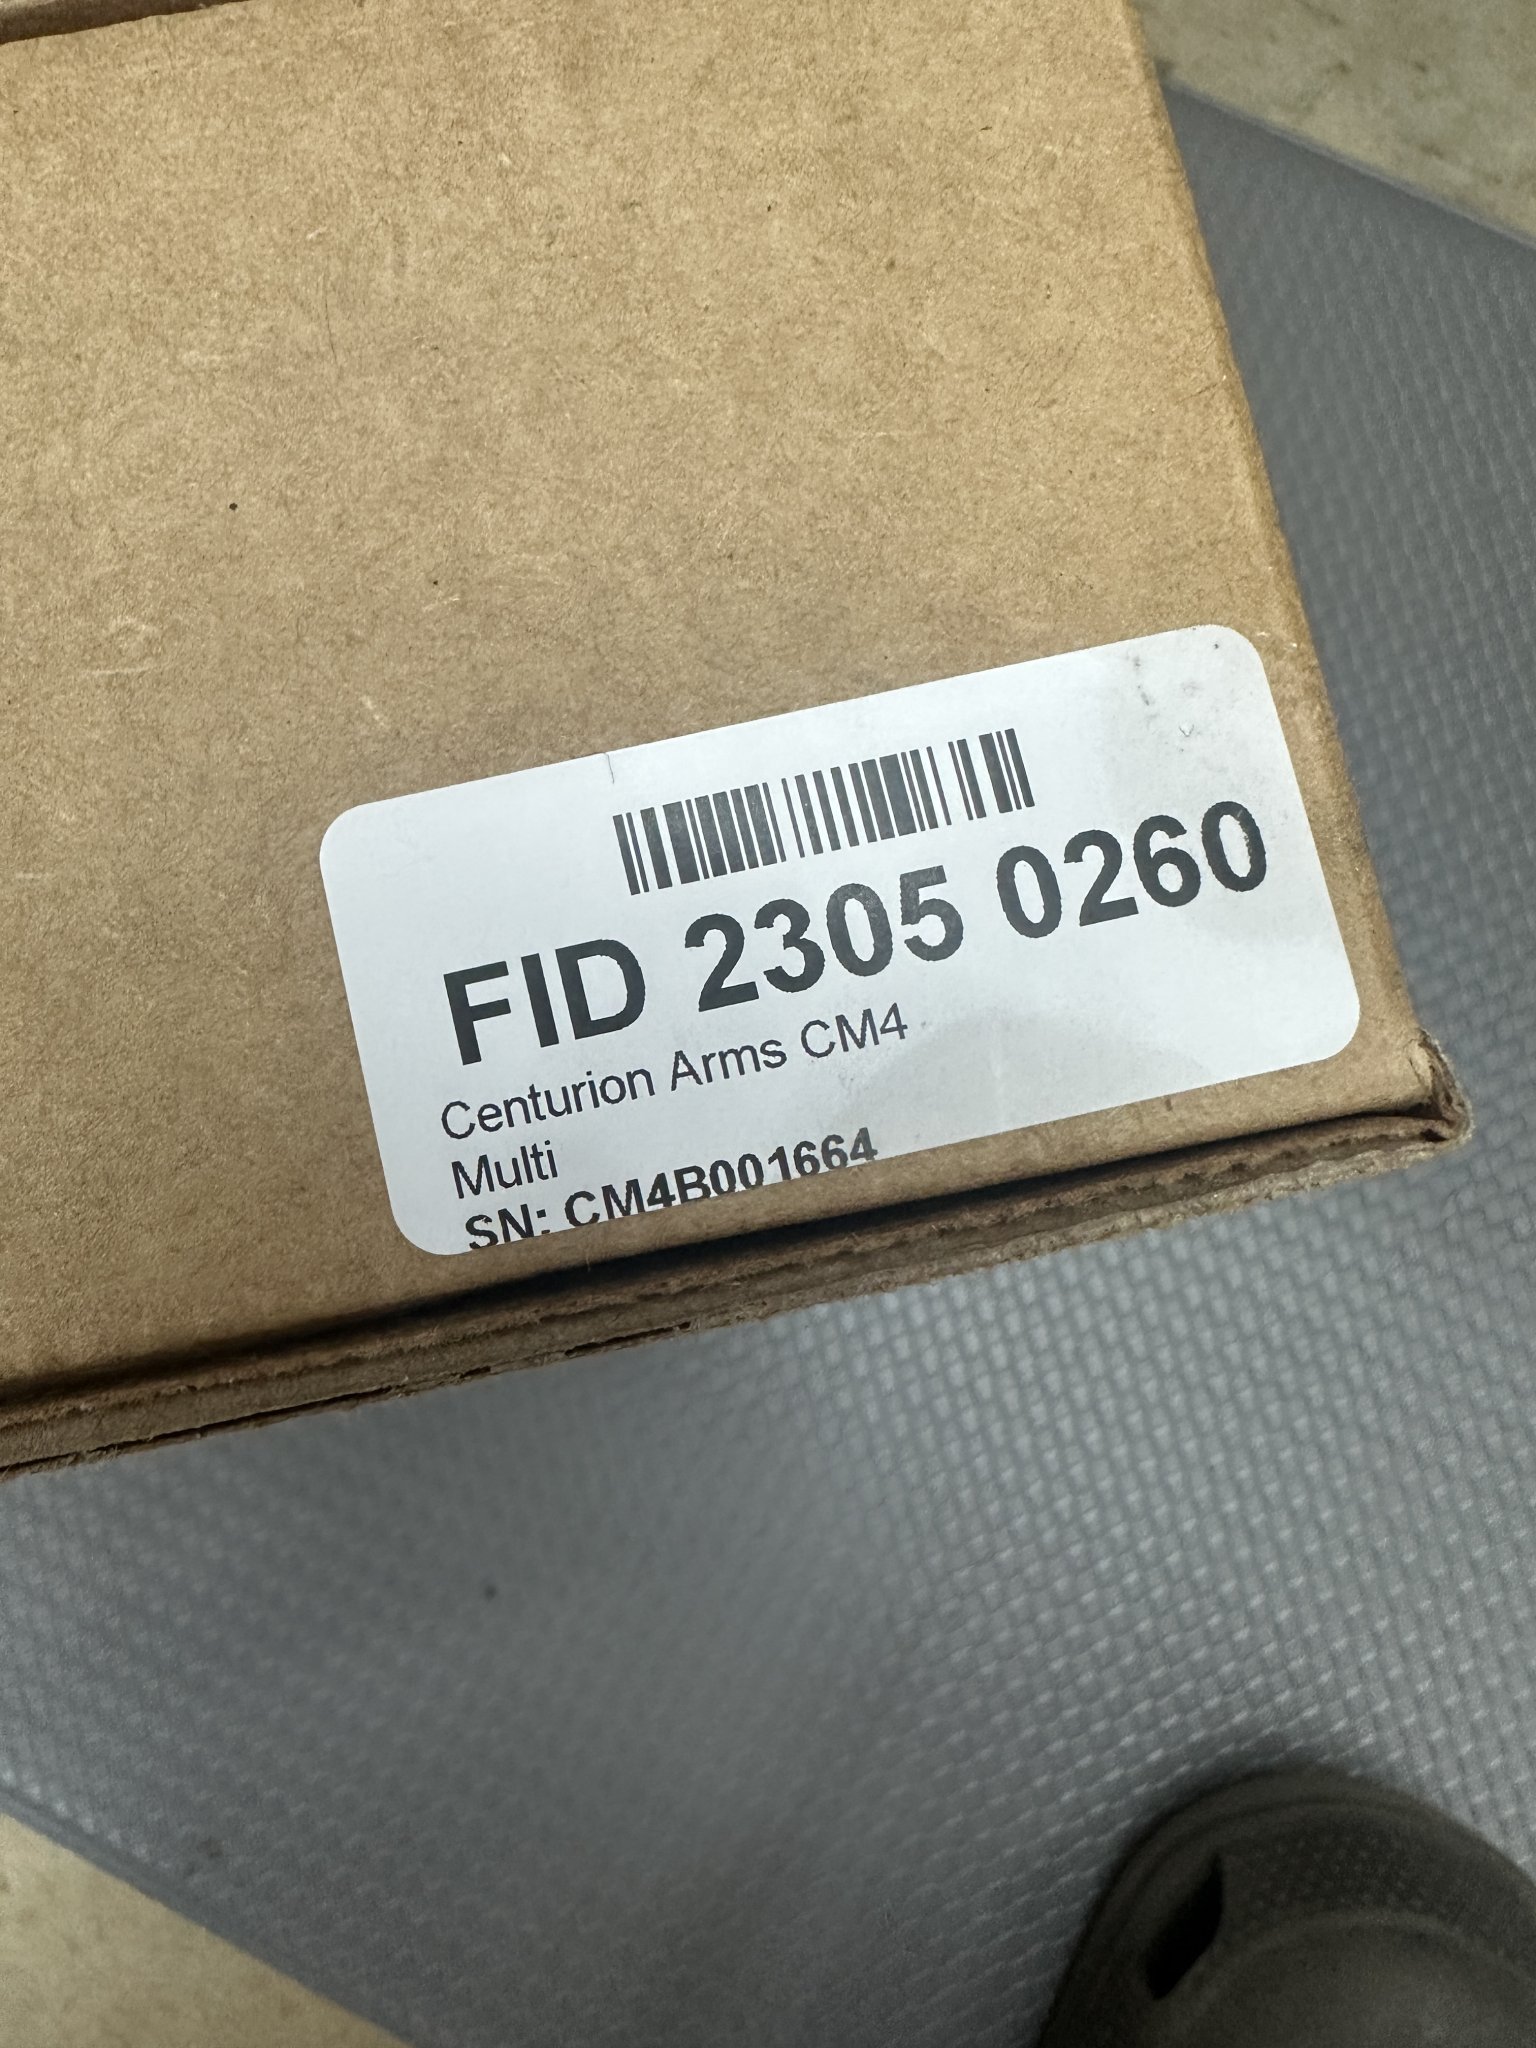 FID 2305 0260
Centurion Arms CM4
Multi
SN: CM4B001664